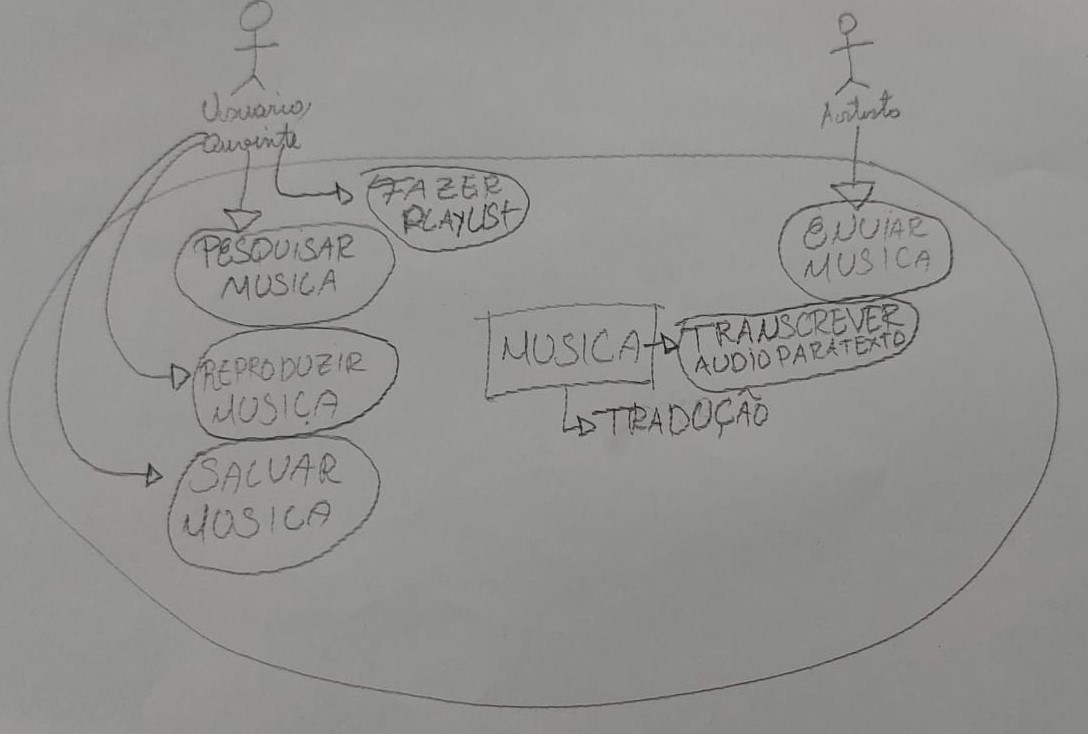 Usuario/
Ouvinte
Artista
FAZER
PLAYLIST
PESQUISAR
MUSICA
ENVIAR
MUSICA
MUSICA
TRANSCREVER
AUDIO PARA TEXTO
TRADUÇÃO
REPRODUZIR
MUSICA
SALVAR
MUSICA